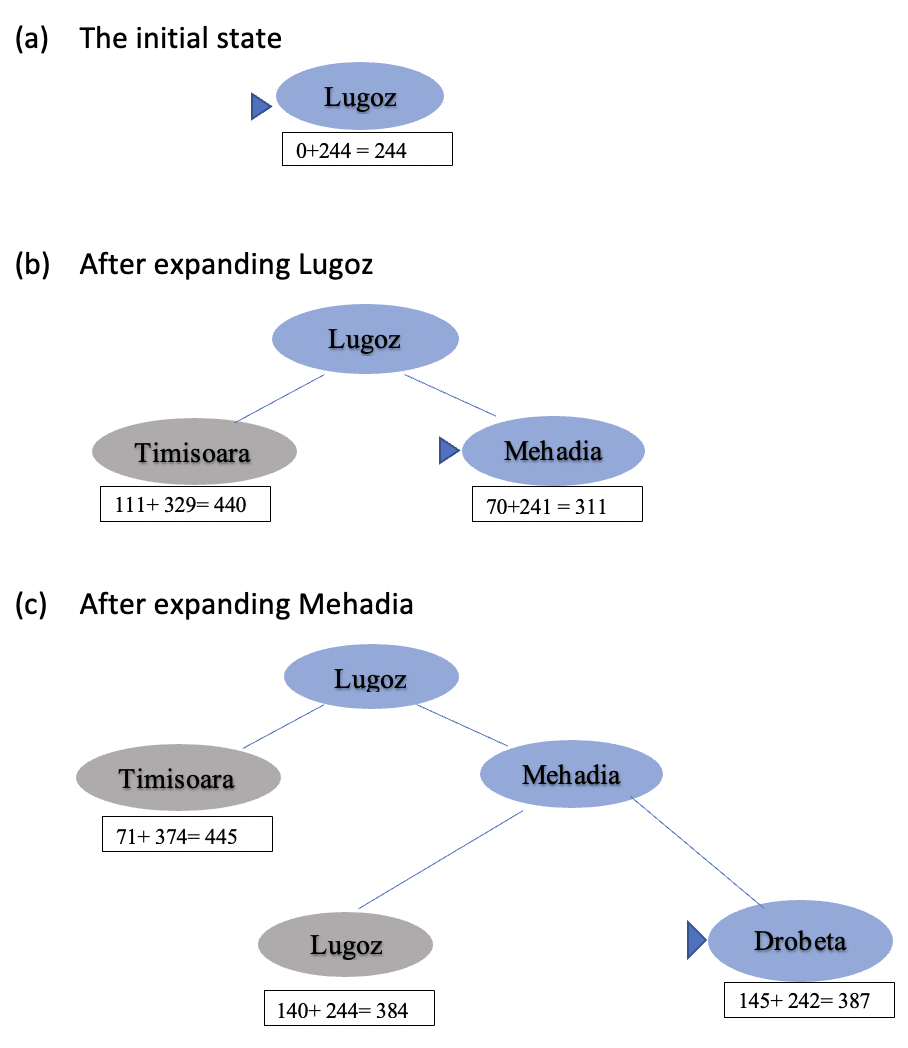 (a) The initial state
Lugoz
0+244 = 244
(b) After expanding Lugoz
Lugoz
Timisoara
Mehadia
111+ 329= 440
70+241 = 311
(c) After expanding Mehadia
Lugoz
Timisoara
Mehadia
71+ 374= 445
Lugoz
Drobeta
140+ 244= 384
145+ 242= 387